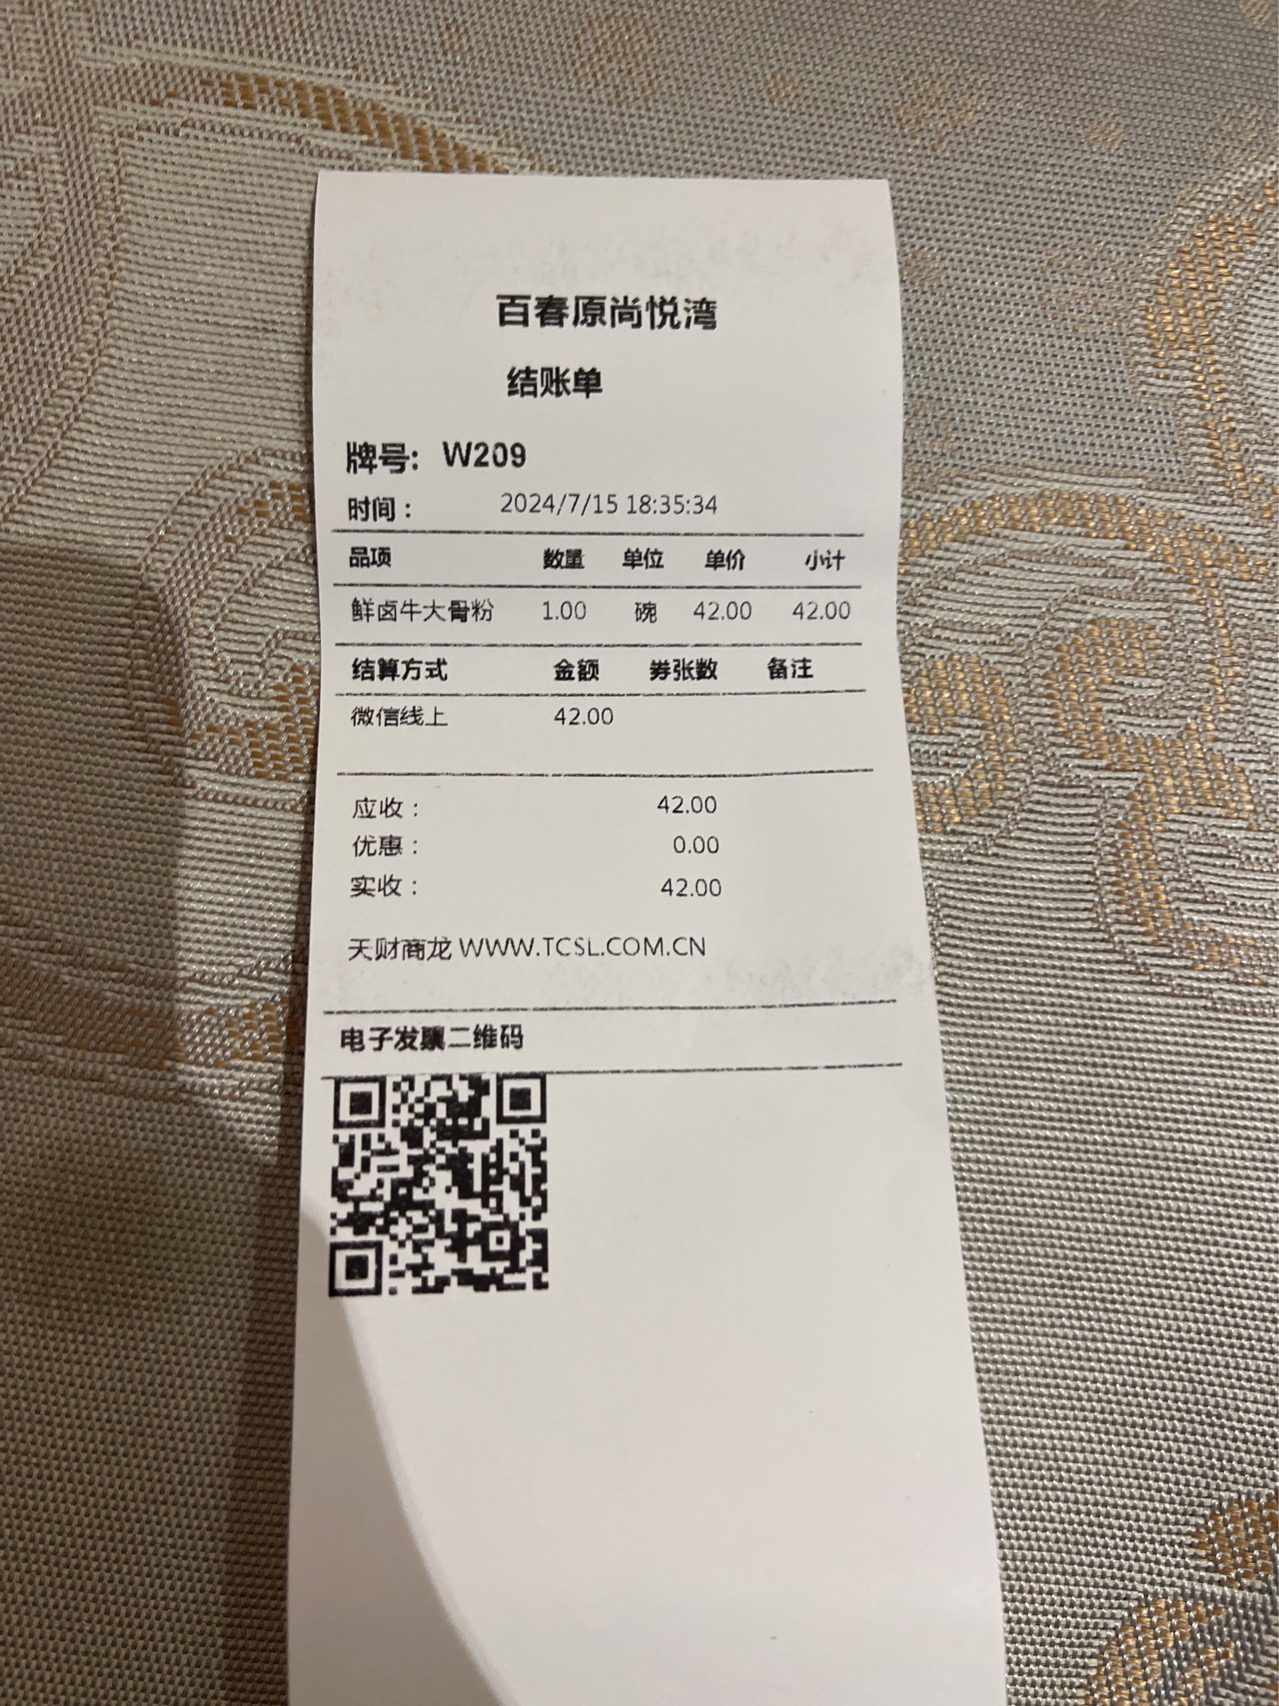 百春原尚悦湾
结账单
牌号: W209
时间： 2024/7/15 18:35:34
品项 数量 单位 单价 小计
鲜卤牛大骨粉 1.00 碗 42.00 42.00
结算方式 金额 券张数 备注
微信线上 42.00
应收： 42.00
优惠： 0.00
实收： 42.00
天财商龙 WWW.TCSL.COM.CN
电子发票二维码